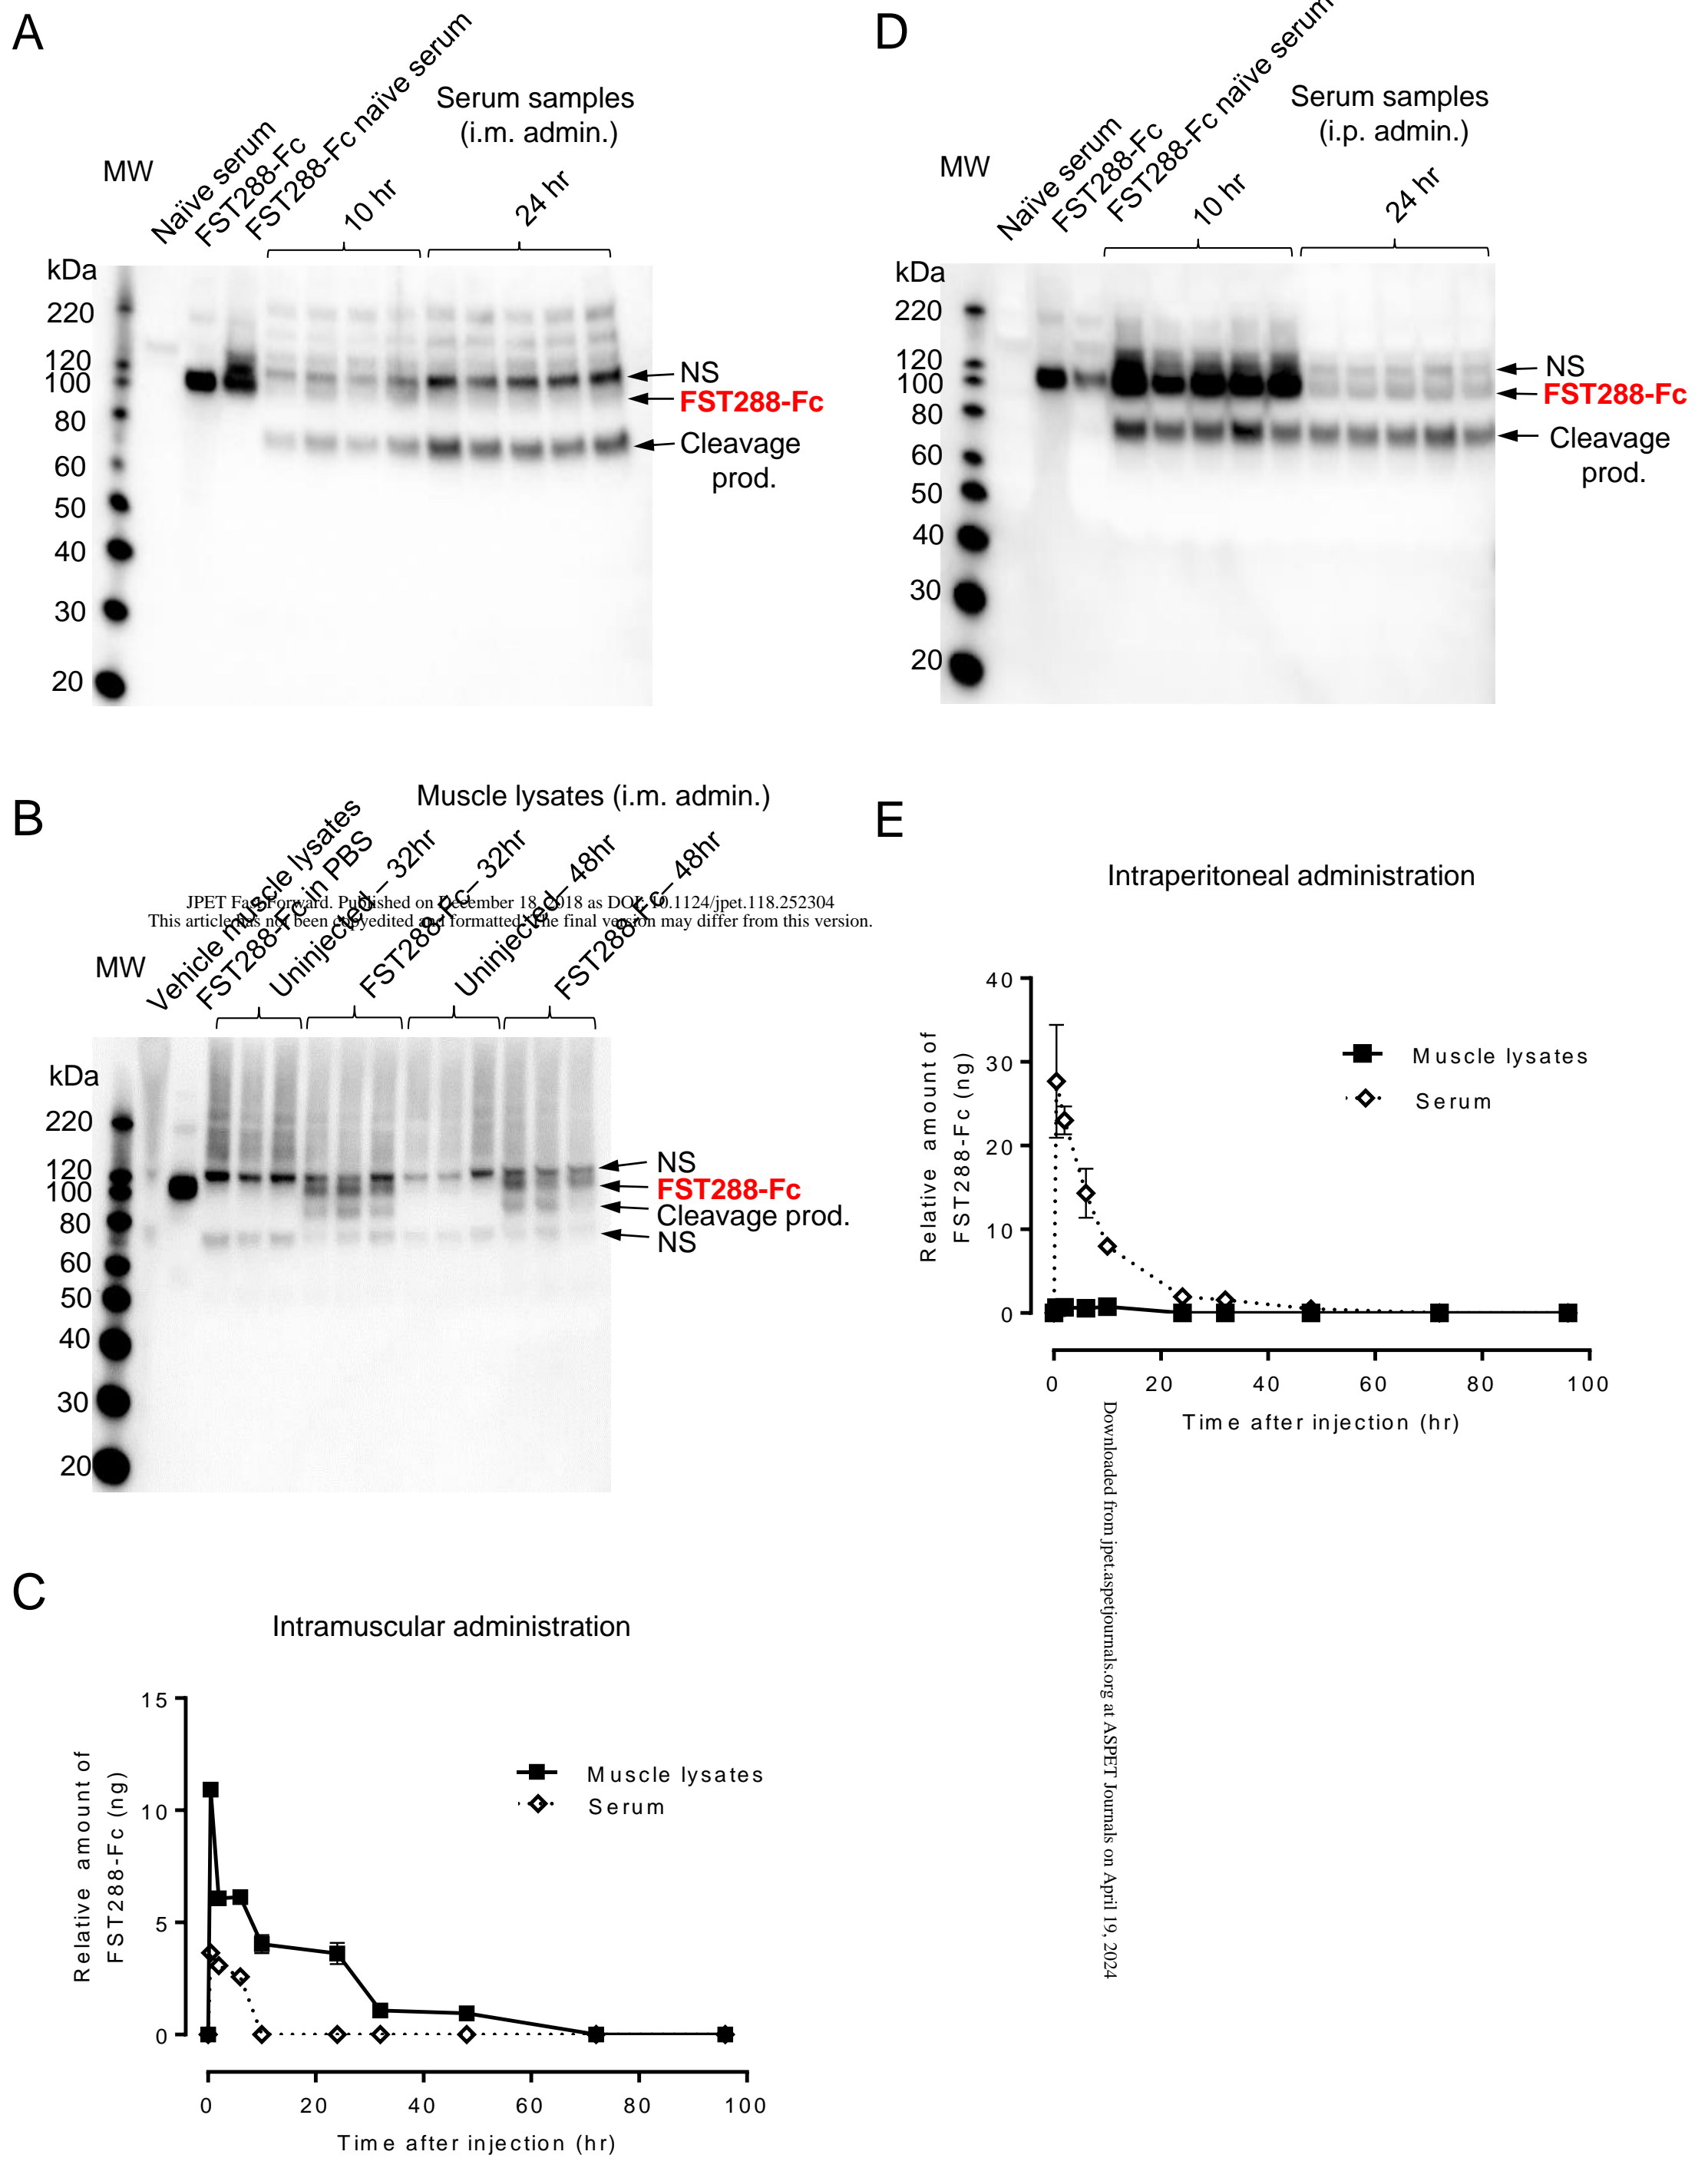 A
Naïve serum
FST288-Fc
FST288-Fc naïve serum
Serum samples
(i.m. admin.)
MW
10 hr
24 hr
kDa
220
120
100
80
60
50
40
30
20
NS
FST288-Fc
Cleavage
prod.
D
Naïve serum
FST288-Fc
FST288-Fc naïve serum
Serum samples
(i.p. admin.)
MW
10 hr
24 hr
kDa
220
120
100
80
60
50
40
30
20
NS
FST288-Fc
Cleavage
prod.
B
Muscle lysates (i.m. admin.)
Vehicle muscle lysates
FST288-Fc in PBS
Uninjected – 32hr
FST288-Fc – 32hr
Uninjected – 48hr
FST288-Fc – 48hr
JPET Fast Forward. Published on December 18, 2018 as DOI: 10.1124/jpet.118.252304
This article has not been copyedited and formatted. The final version may differ from this version.
MW
kDa
220
120
100
80
60
50
40
30
20
NS
FST288-Fc
Cleavage prod.
NS
E
Intraperitoneal administration
Relative amount of
FST288-Fc (ng)
40
30
20
10
0
Muscle lysates
Serum
0 20 40 60 80 100
Time after injection (hr)
Downloaded from jpet.aspetjournals.org at ASPET Journals on April 19, 2024
C
Intramuscular administration
Relative amount of
FST288-Fc (ng)
15
10
5
0
Muscle lysates
Serum
0 20 40 60 80 100
Time after injection (hr)